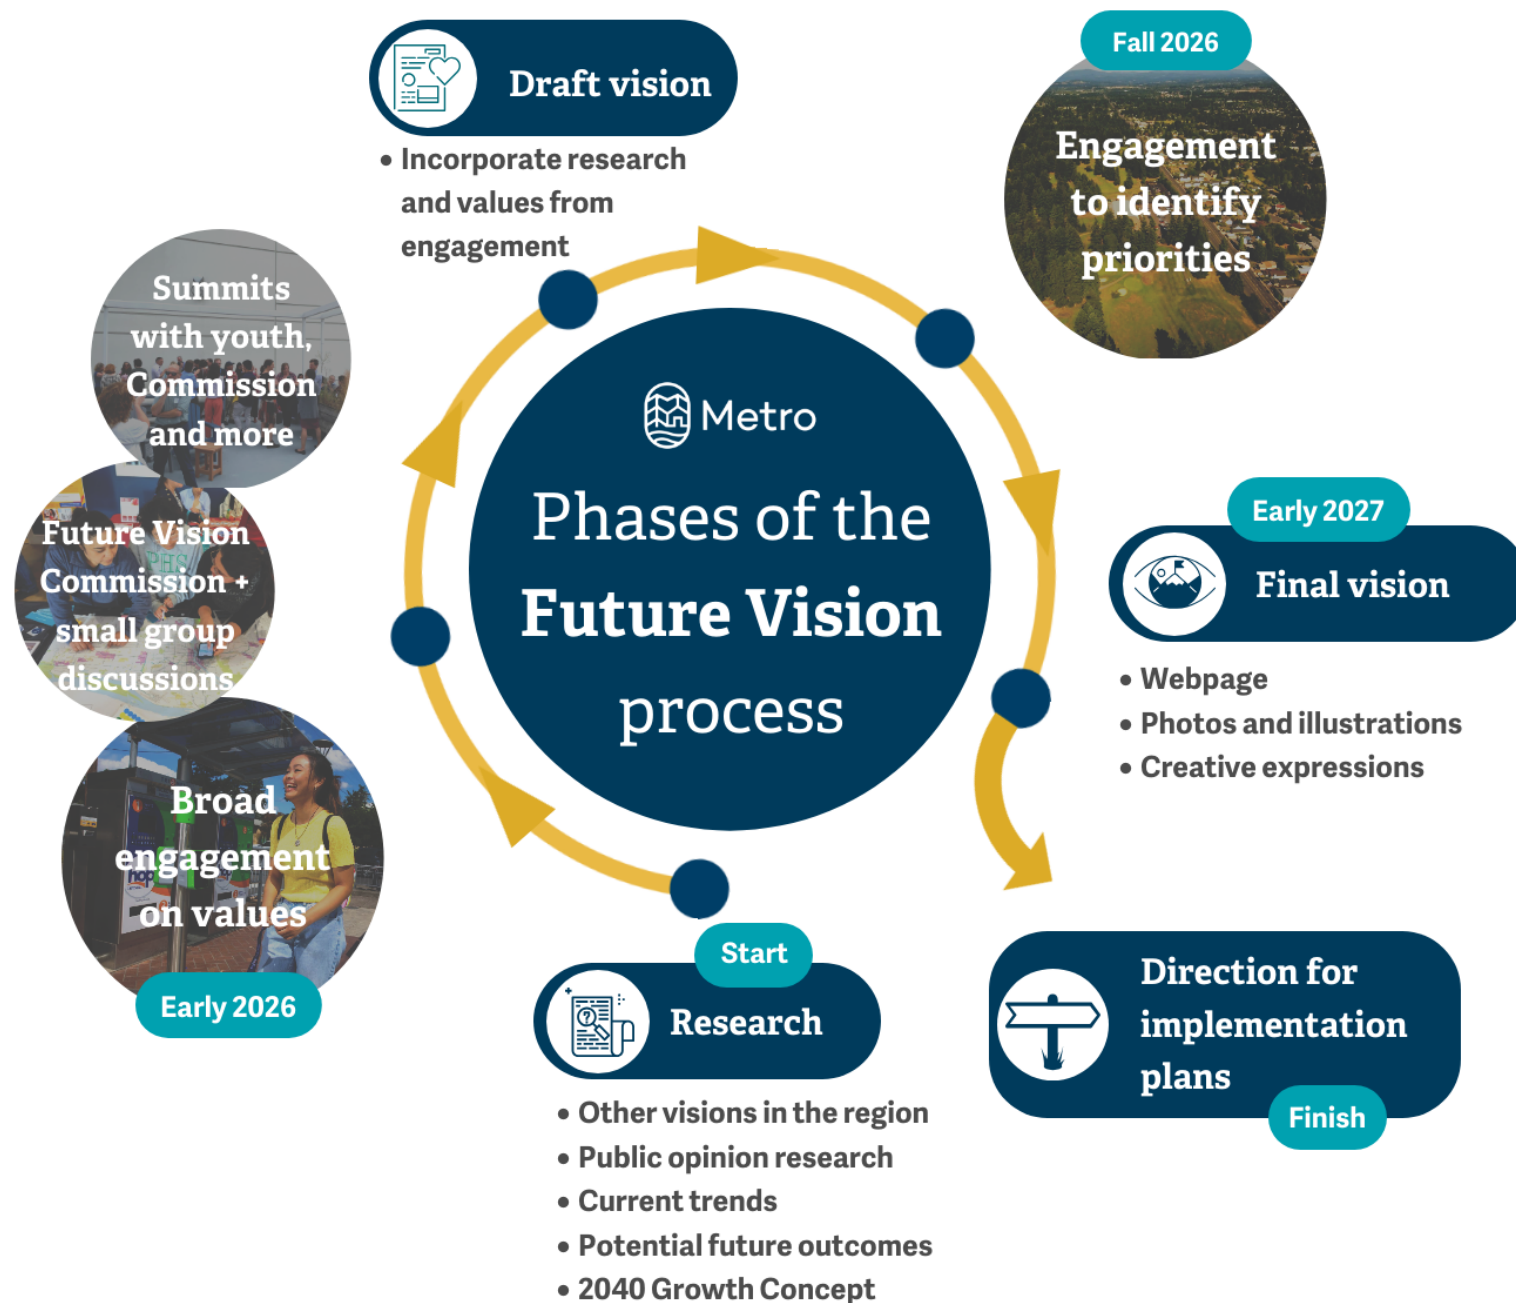 Draft vision
• Incorporate research
and values from
engagement
Fall 2026
Engagement
to identify
priorities
Summits
with youth,
Commission
and more
Future Vision
Commission +
small group
discussions
PHS
Broad
engagement
on values
hop
Early 2026
Metro
Phases of the
Future Vision
process
Early 2027
Final vision
• Webpage
• Photos and illustrations
• Creative expressions
Start
Research
• Other visions in the region
• Public opinion research
• Current trends
• Potential future outcomes
• 2040 Growth Concept
Direction for
implementation
plans
Finish